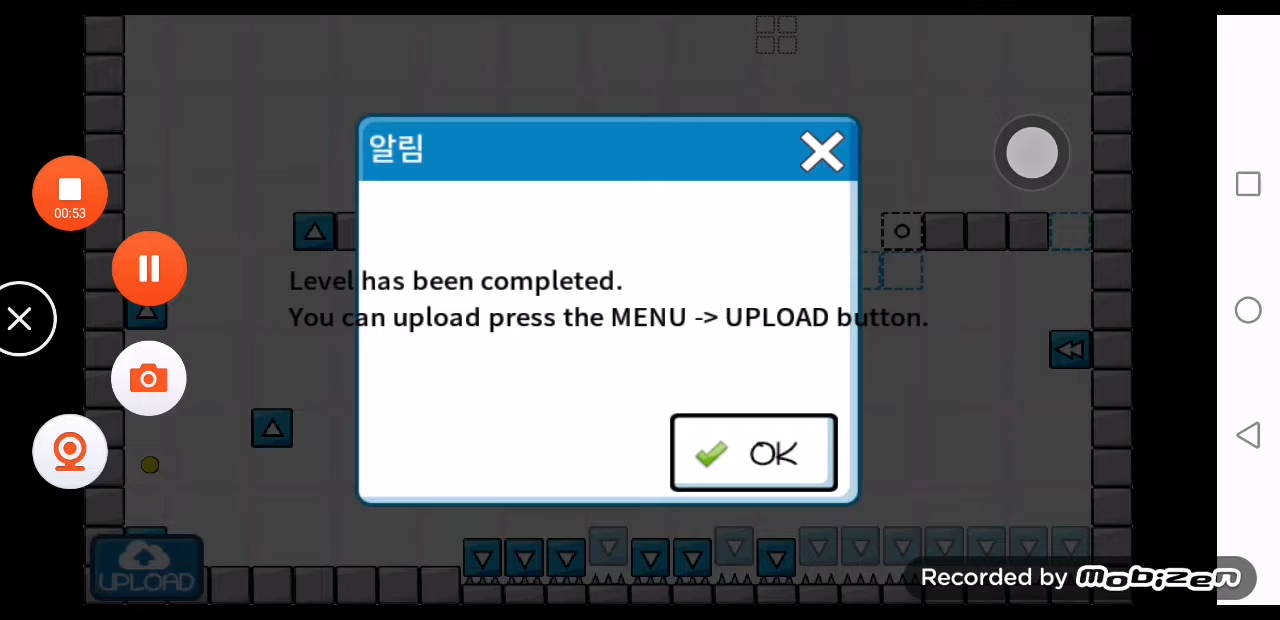 알림
00:53
Level has been completed.
You can upload press the MENU -> UPLOAD button.
OK
UPLOAD
Recorded by mobizen